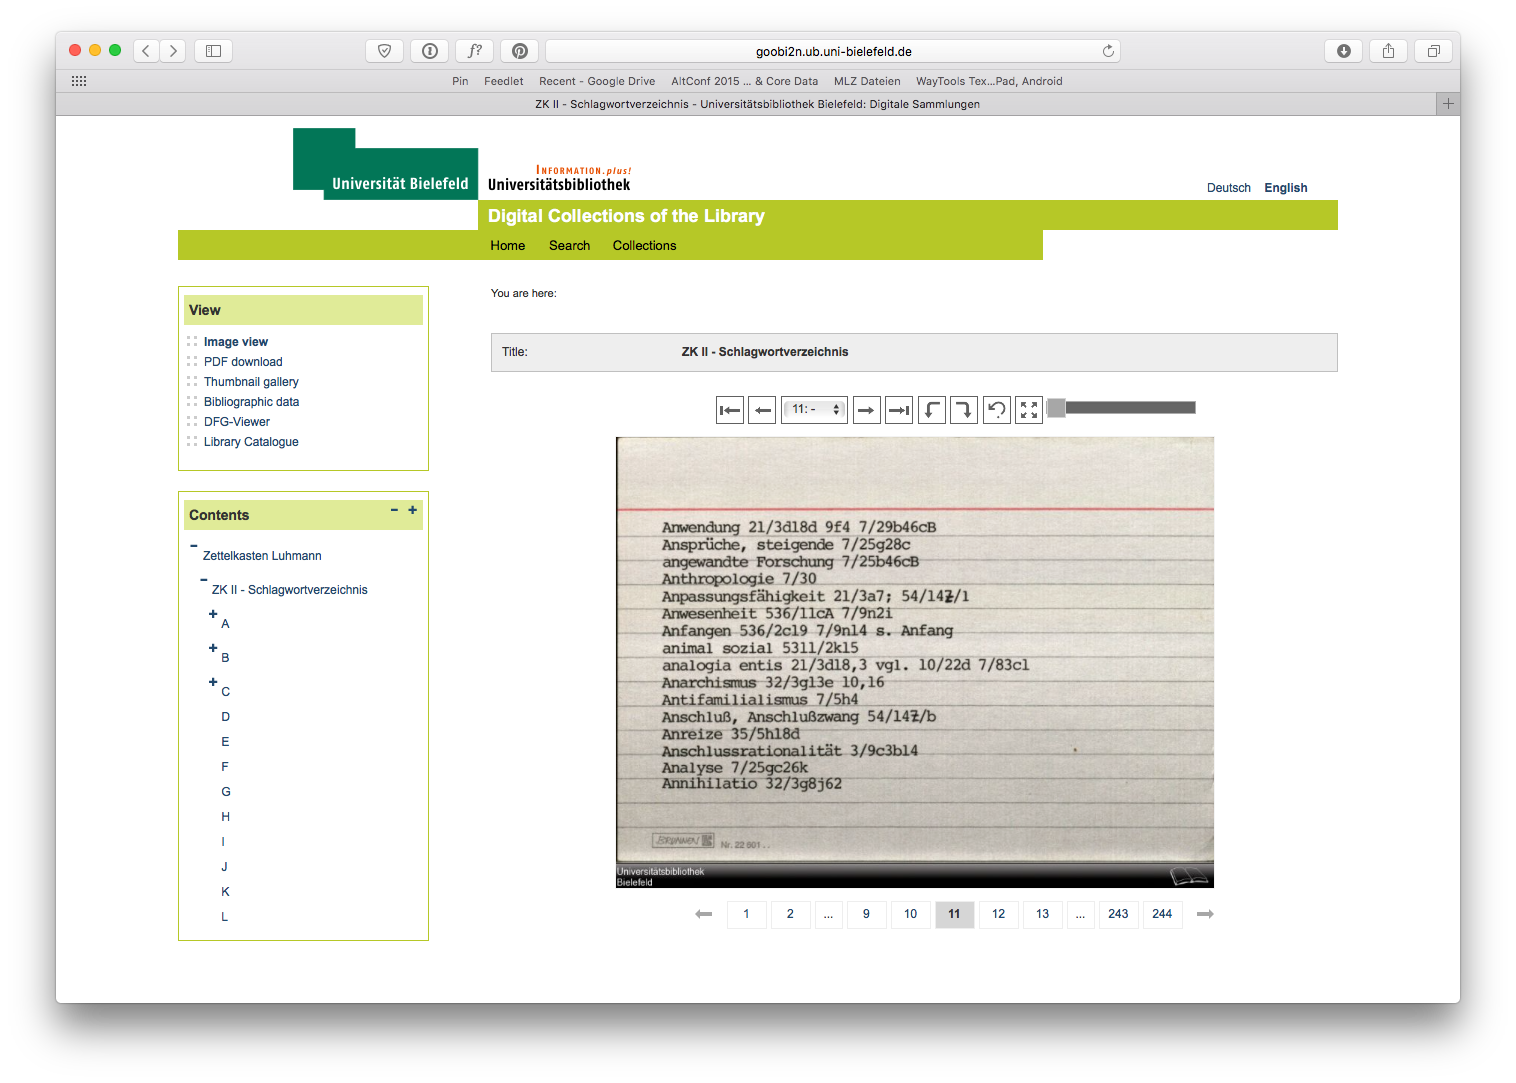 goobi2n.ub.uni-bielefeld.de
f?
Pin Feedlet Recent - Google Drive AltConf 2015 ... & Core Data MLZ Dateien WayTools Tex...Pad, Android
ZK II - Schlagwortverzeichnis - Universitätsbibliothek Bielefeld: Digitale Sammlungen
Universität Bielefeld
INFORMATION.plus!
Universitätsbibliothek
Deutsch English
Digital Collections of the Library
Home Search Collections
View
Image view
PDF download
Thumbnail gallery
Bibliographic data
DFG-Viewer
Library Catalogue
Contents - +
Zettelkasten Luhmann
ZK II - Schlagwortverzeichnis
A
B
C
D
E
F
G
H
I
J
K
L
You are here:
Title: ZK II - Schlagwortverzeichnis
11: -
Anwendung 21/3d18d 9f4 7/29b46cB
Ansprüche, steigende 7/25g28c
angewandte Forschung 7/25b46cB
Anthropologie 7/30
Anpassungsfähigkeit 21/3a7; 54/14Z/1
Anwesenheit 536/11cA 7/9n2i
Anfangen 536/2c19 7/9n14 s. Anfang
animal sozial 5311/2k15
analogia entis 21/3d18,3 vgl. 10/22d 7/83c1
Anarchismus 32/3g13e 10,16
Antifamilialismus 7/5h4
Anschluß, Anschlußzwang 54/14Z/b
Anreize 35/5h18d
Anschlussrationalität 3/9c3b14
Analyse 7/25gc26k
Annihilatio 32/3g8j62
BRUNNEN Nr. 22 601 . .
Universitätsbibliothek
Bielefeld
1 2 ... 9 10 11 12 13 ... 243 244